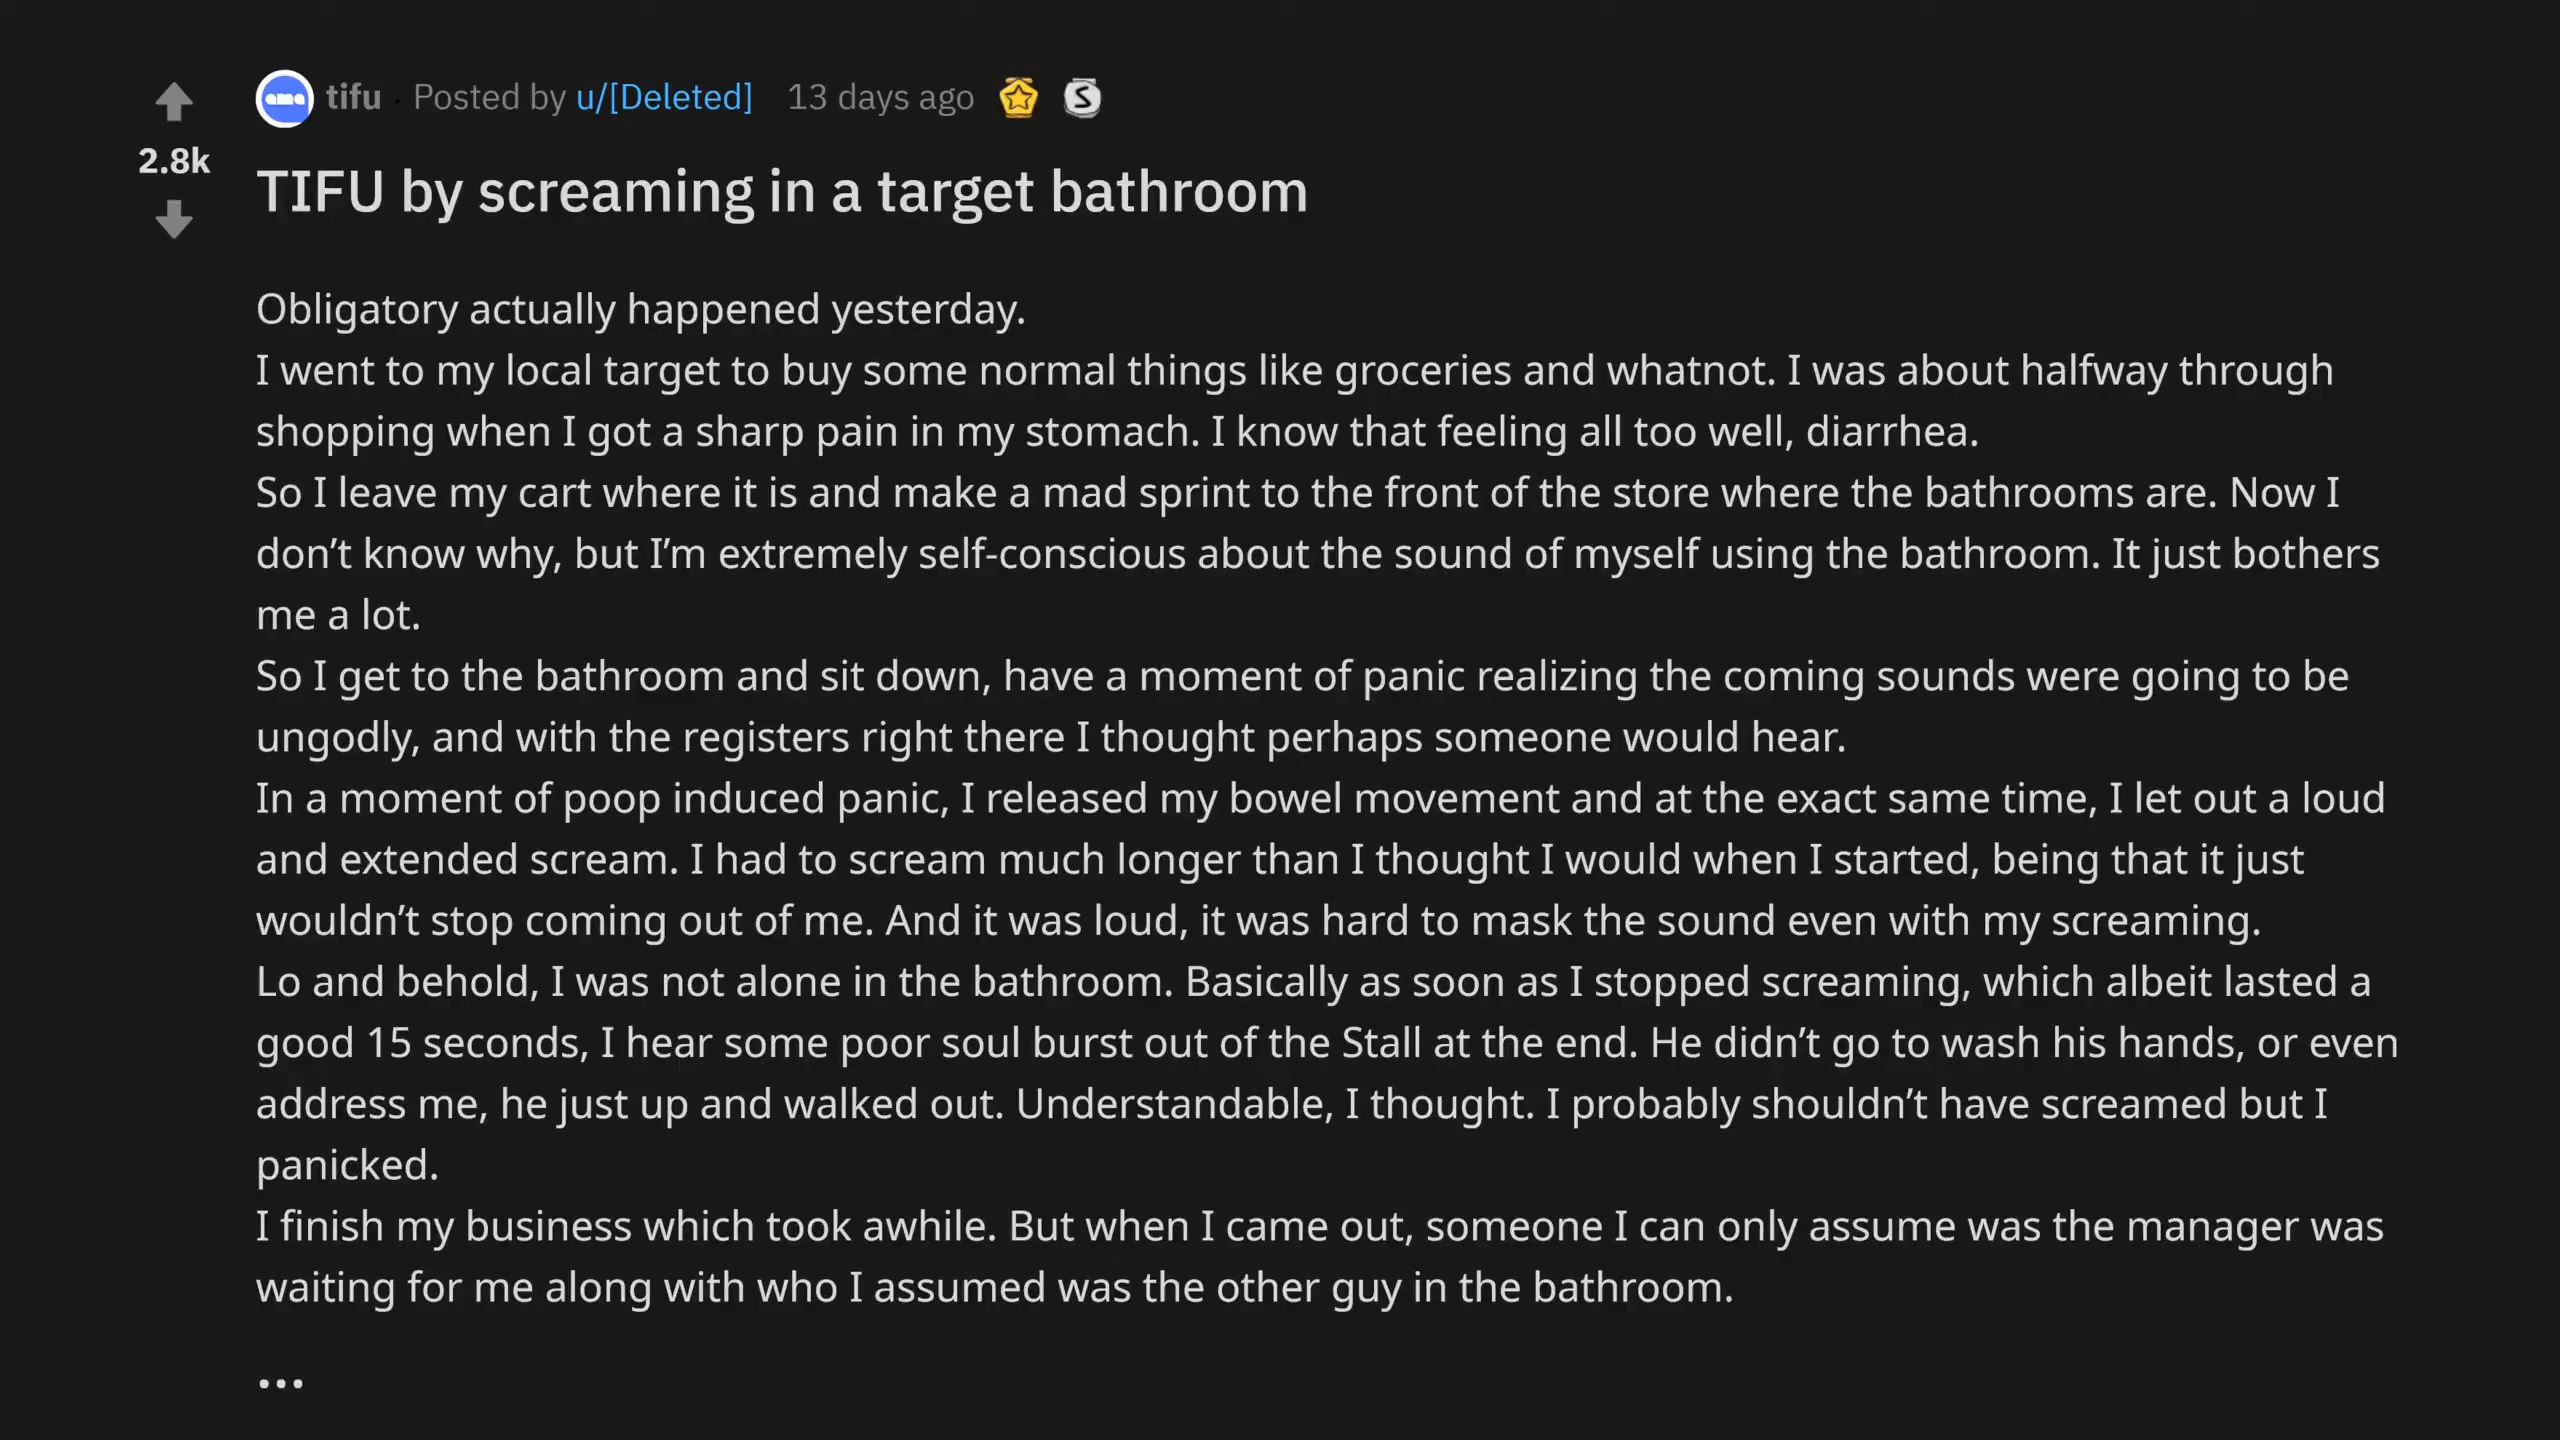 tifu · Posted by u/[Deleted] 13 days ago
2.8k
TIFU by screaming in a target bathroom
Obligatory actually happened yesterday.
I went to my local target to buy some normal things like groceries and whatnot. I was about halfway through
shopping when I got a sharp pain in my stomach. I know that feeling all too well, diarrhea.
So I leave my cart where it is and make a mad sprint to the front of the store where the bathrooms are. Now I
don’t know why, but I’m extremely self-conscious about the sound of myself using the bathroom. It just bothers
me a lot.
So I get to the bathroom and sit down, have a moment of panic realizing the coming sounds were going to be
ungodly, and with the registers right there I thought perhaps someone would hear.
In a moment of poop induced panic, I released my bowel movement and at the exact same time, I let out a loud
and extended scream. I had to scream much longer than I thought I would when I started, being that it just
wouldn’t stop coming out of me. And it was loud, it was hard to mask the sound even with my screaming.
Lo and behold, I was not alone in the bathroom. Basically as soon as I stopped screaming, which albeit lasted a
good 15 seconds, I hear some poor soul burst out of the Stall at the end. He didn’t go to wash his hands, or even
address me, he just up and walked out. Understandable, I thought. I probably shouldn’t have screamed but I
panicked.
I finish my business which took awhile. But when I came out, someone I can only assume was the manager was
waiting for me along with who I assumed was the other guy in the bathroom.
...